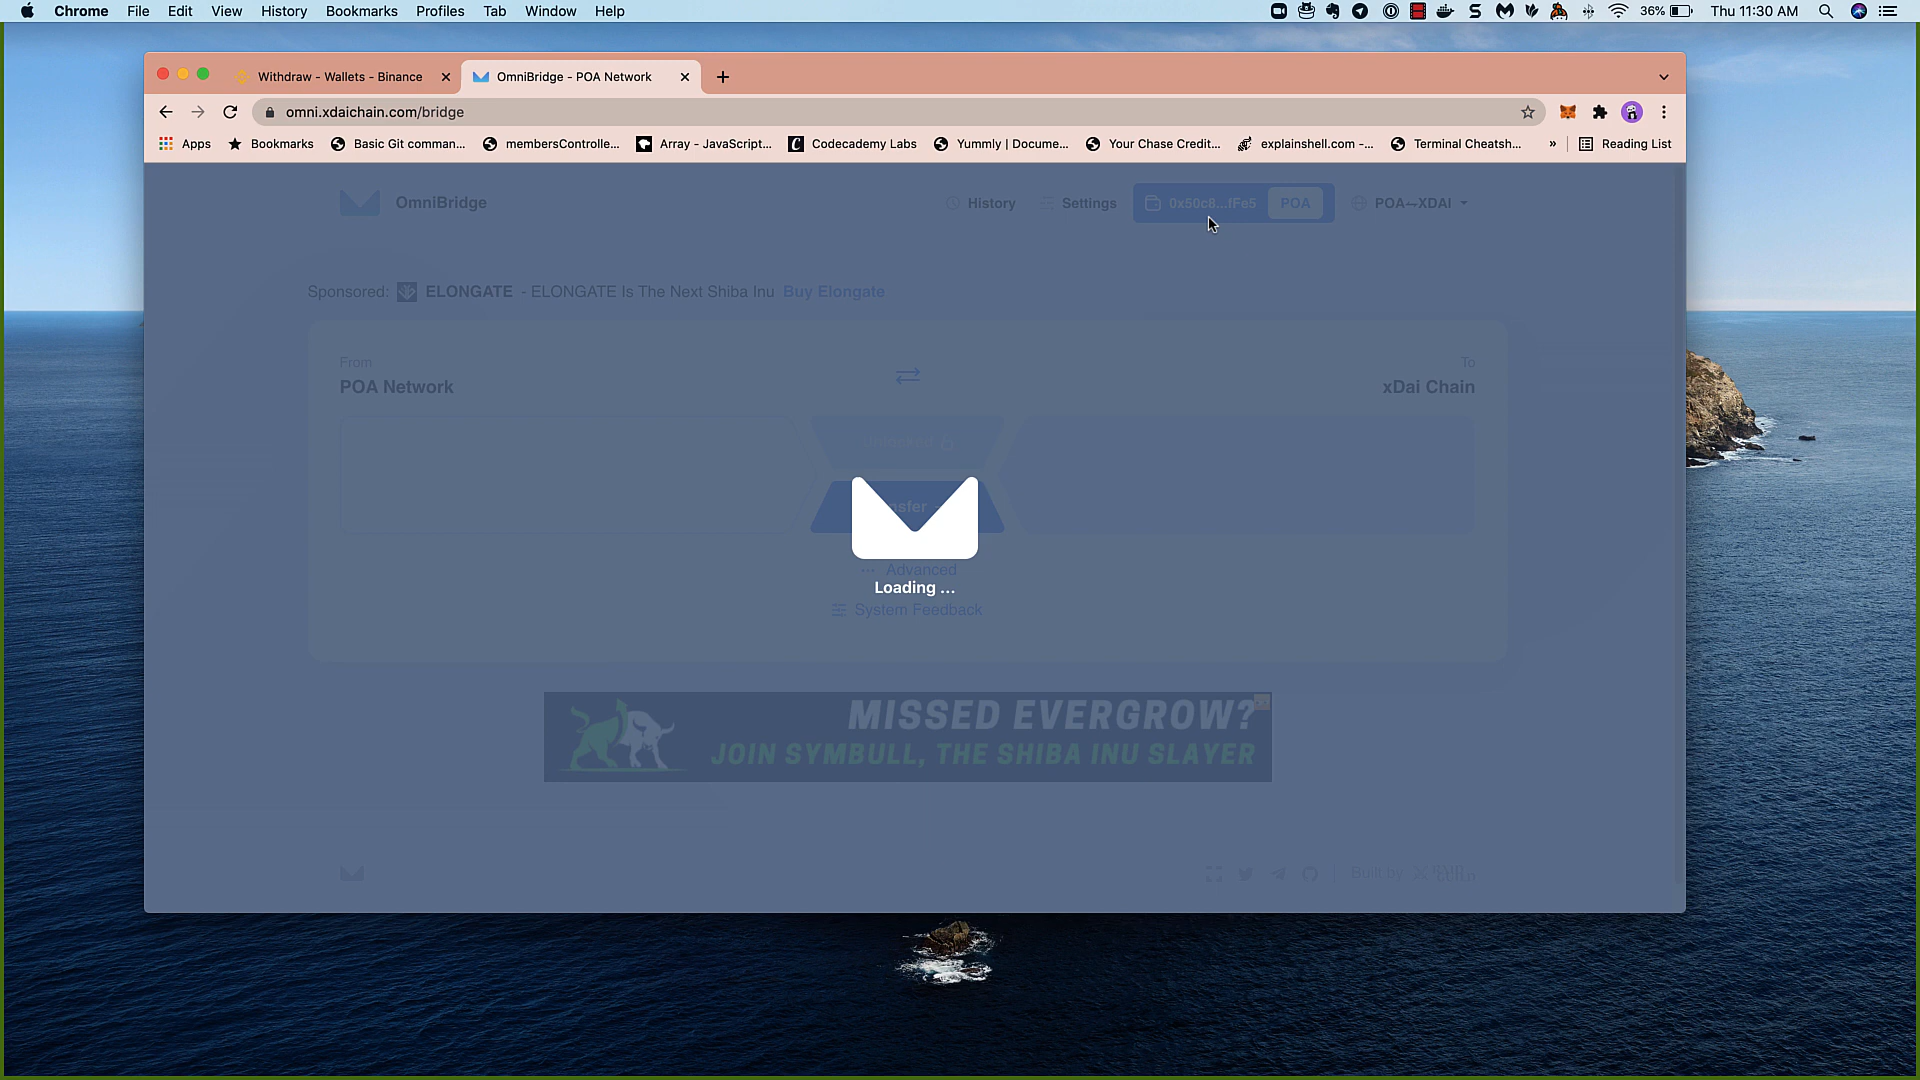 Chrome File Edit View History Bookmarks Profiles Tab Window Help 36% Thu 11:30 AM
Withdraw - Wallets - Binance OmniBridge - POA Network
omni.xdaichain.com/bridge
Apps Bookmarks Basic Git comman... membersControlle... Array - JavaScript... Codecademy Labs Yummly | Docume... Your Chase Credit... explainshell.com -... Terminal Cheatsh... » Reading List
OmniBridge History Settings 0x50c8...fFe5 POA POA⇢XDAI
Sponsored: ELONGATE - ELONGATE Is The Next Shiba Inu Buy Elongate
From To
POA Network xDai Chain
Advanced
Loading ...
System Feedback
MISSED EVERGROW?
JOIN SYMBULL, THE SHIBA INU SLAYER
Built by